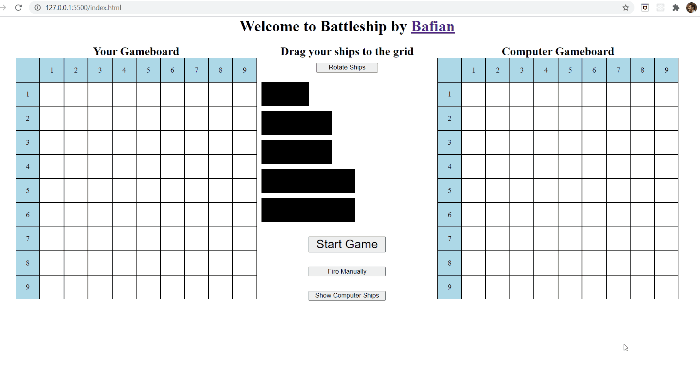 127.0.0.1:5500/index.html
Welcome to Battleship by Bafian
Your Gameboard
Drag your ships to the grid
Computer Gameboard
Rotate Ships
1 2 3 4 5 6 7 8 9
1
2
3
4
5
6
7
8
9
Start Game
Fire Manually
Show Computer Ships
1 2 3 4 5 6 7 8 9
1
2
3
4
5
6
7
8
9